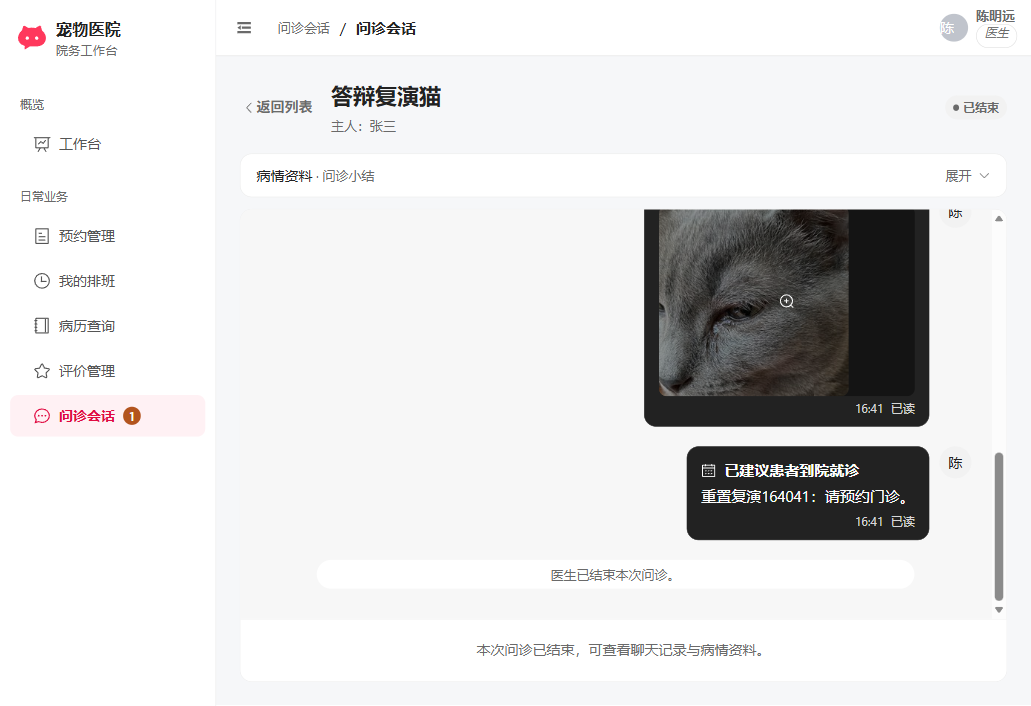 宠物医院
院务工作台
概览
工作台
日常业务
预约管理
我的排班
病历查询
评价管理
问诊会话 1
问诊会话 / 问诊会话
陈
陈明远
医生
返回列表
答辩复演猫
主人：张三
已结束
病情资料 · 问诊小结
展开
陈
16:41 已读
已建议患者到院就诊
陈
重置复演164041：请预约门诊。
16:41 已读
医生已结束本次问诊。
本次问诊已结束，可查看聊天记录与病情资料。